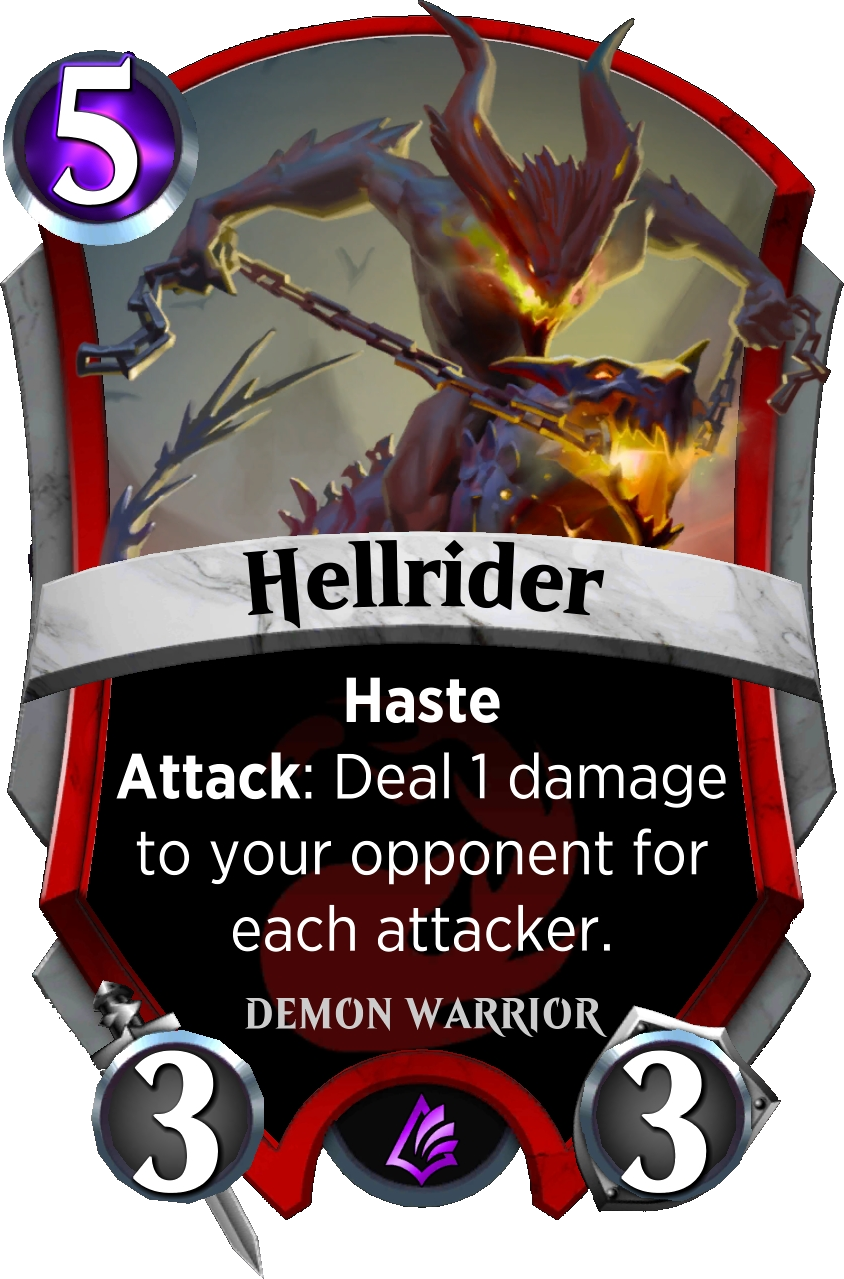 5
Hellrider
Haste
Attack: Deal 1 damage
to your opponent for
each attacker.
DEMON WARRIOR
3
3